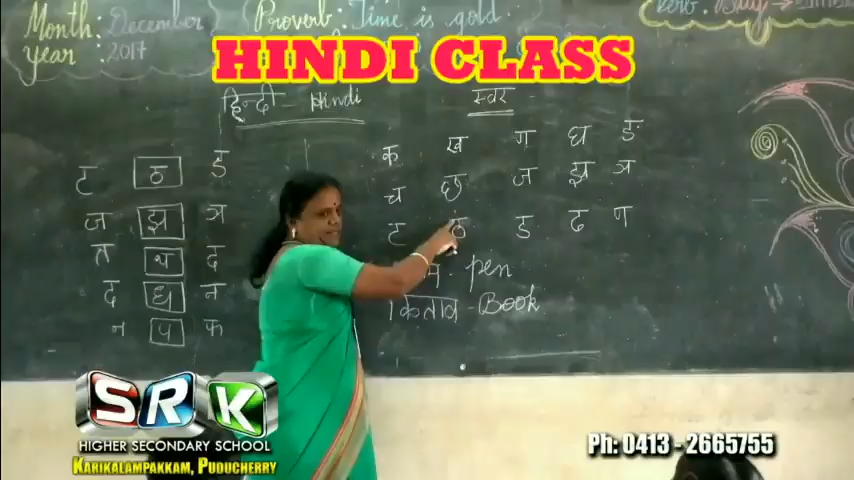 Month: December
Proverb: Time is gold.
Verb:
year: 2017
HINDI CLASS
हिन्दी - Hindi
स्वर
क ख ग घ ङ
च छ ज झ ञ
ट ठ ड ढ ण
- pen
किताब - Book
ट ठ ड
ज झ ञ
त थ द
द ध न
न प फ
SRK
HIGHER SECONDARY SCHOOL
KARIKALAMPAKKAM, PUDUCHERRY
Ph: 0413 - 2665755